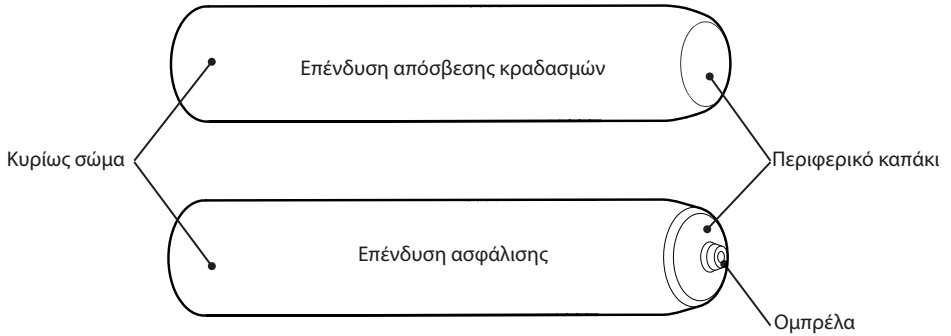 Επένδυση απόσβεσης κραδασμών
Κυρίως σώμα
Περιφερικό καπάκι
Επένδυση ασφάλισης
Ομπρέλα